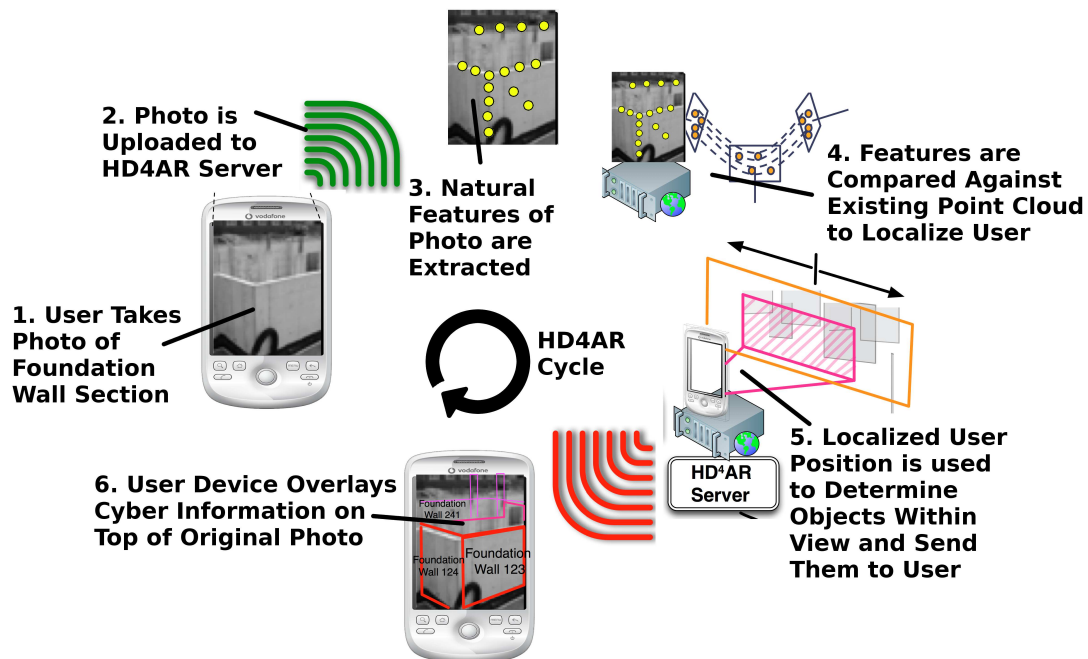 1. User Takes
Photo of
Foundation
Wall Section
2. Photo is
Uploaded to
HD4AR Server
vodafone
3. Natural
Features of
Photo are
Extracted
4. Features are
Compared Against
Existing Point Cloud
to Localize User
HD4AR
Cycle
5. Localized User
Position is used
to Determine
Objects Within
View and Send
Them to User
HD⁴AR
Server
6. User Device Overlays
Cyber Information on
Top of Original Photo
vodafone
Foundation
Wall 241
Foundation
Wall 124
Foundation
Wall 123